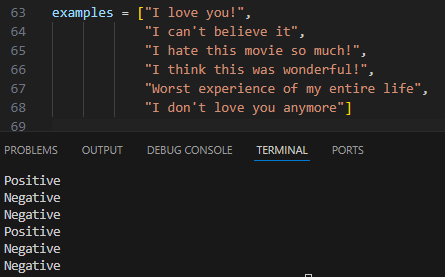 63 examples = ["I love you!",
64 "I can't believe it",
65 "I hate this movie so much!",
66 "I think this was wonderful!",
67 "Worst experience of my entire life",
68 "I don't love you anymore"]
69
PROBLEMS OUTPUT DEBUG CONSOLE TERMINAL PORTS
Positive
Negative
Negative
Positive
Negative
Negative